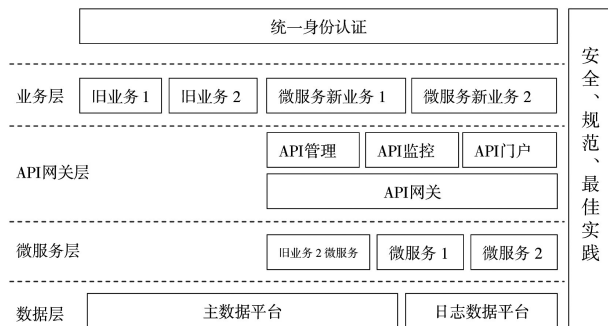 统一身份认证
业务层
旧业务 1
旧业务 2
微服务新业务 1
微服务新业务 2
API网关层
API管理
API监控
API门户
API网关
微服务层
旧业务 2 微服务
微服务 1
微服务 2
数据层
主数据平台
日志数据平台
安全、规范、最佳实践